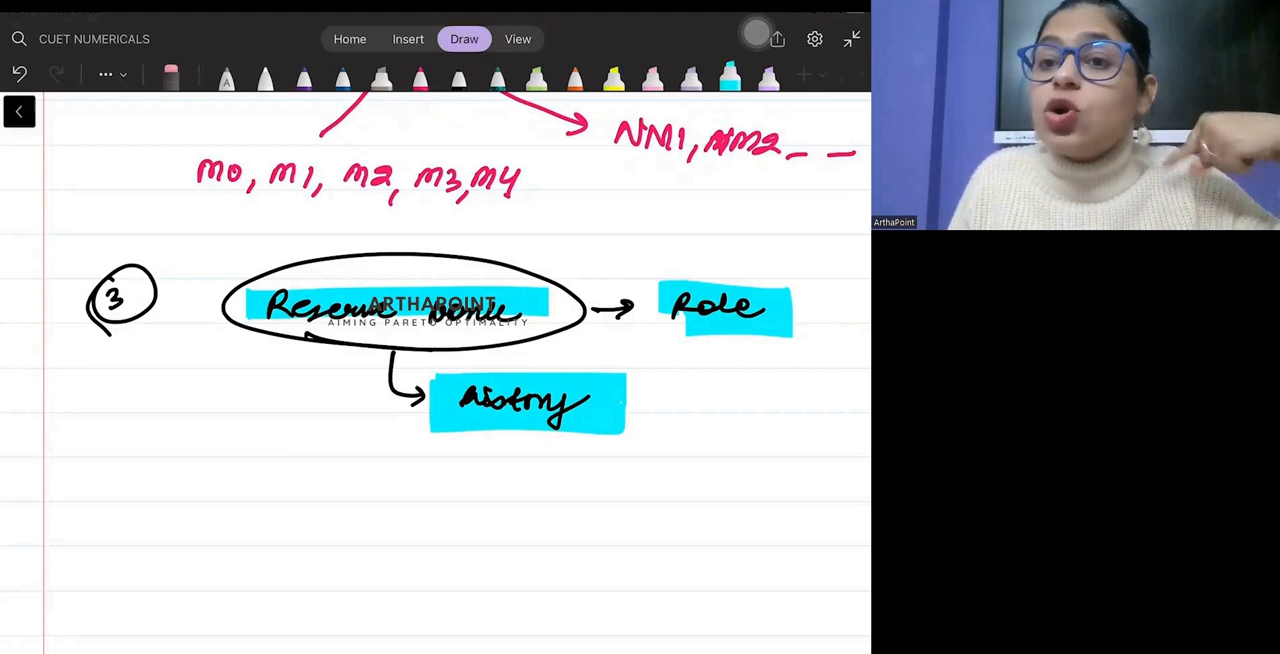 CUET NUMERICALS
Home Insert Draw View
A
NM1, NM2_ _
M0, M1, M2, M3, M4
3 Reserve bank → Role
ARTHAPOINT
AIMING PARETO OPTIMALITY
history
ArthaPoint